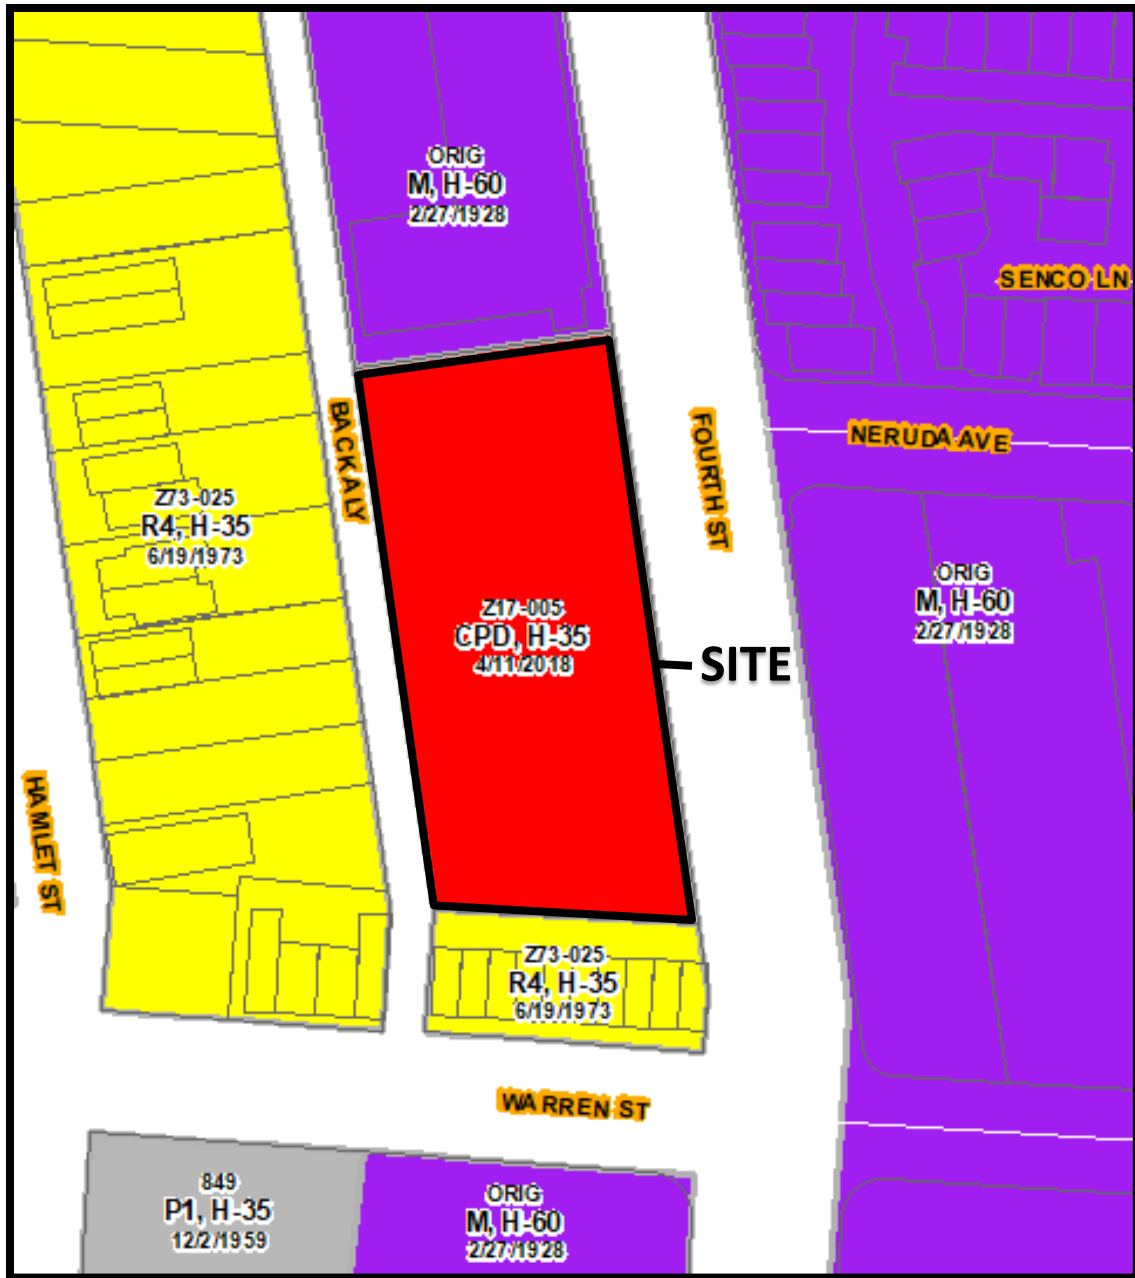 ORIG
M, H-60
2/27/1928
SENCO LN
BACK ALY
FOURTH ST
NERUDA AVE
Z73-025
R4, H-35
6/19/1973
ORIG
M, H-60
2/27/1928
Z17-005
CPD, H-35
4/11/2018
SITE
HAMLET ST
Z73-025
R4, H-35
6/19/1973
WARREN ST
849
P1, H-35
12/2/1959
ORIG
M, H-60
2/27/1928